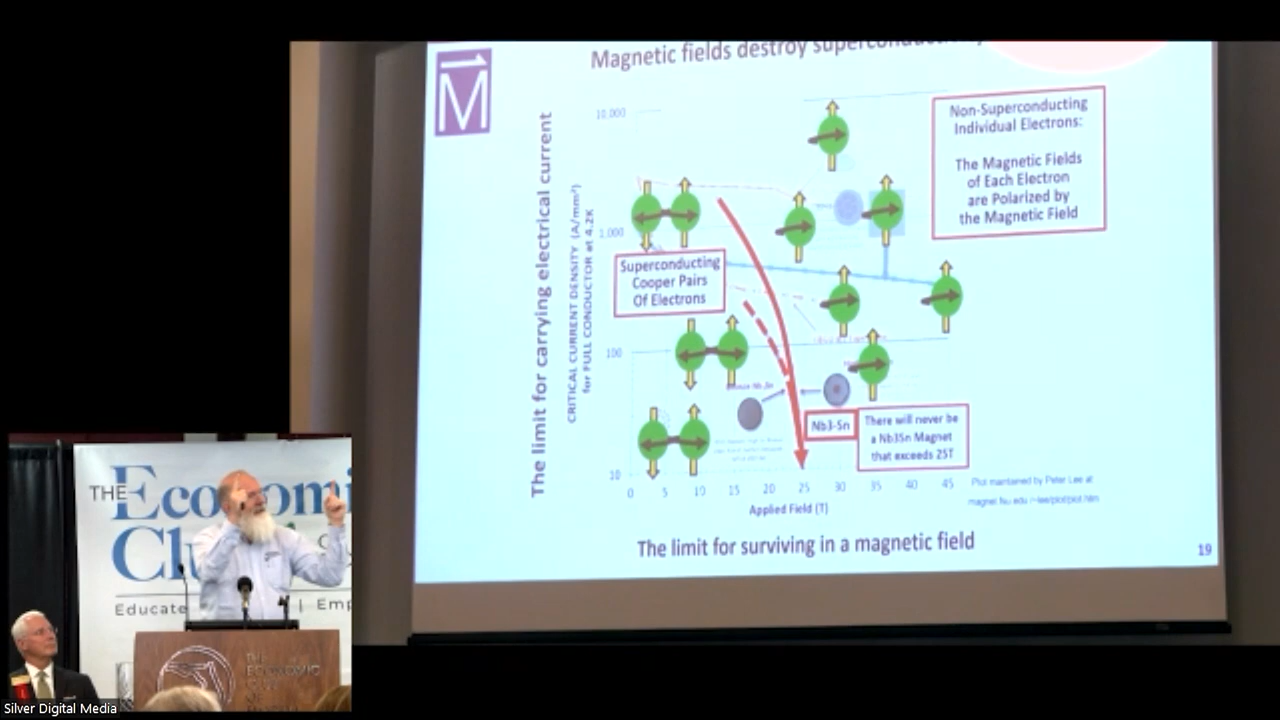 Magnetic fields destroy
M
The limit for carrying electrical current
CRITICAL CURRENT DENSITY (A/mm²)
for FULL CONDUCTOR at 4.2K
10,000
1,000
100
10
Non-Superconducting
Individual Electrons:
The Magnetic Fields
of Each Electron
are Polarized by
the Magnetic Field
Superconducting
Cooper Pairs
Of Electrons
Nb3-Sn
There will never be
a Nb3Sn Magnet
that exceeds 25T
0 5 10 15 20 25 30 35 40 45
Applied Field (T)
Plot maintained by Peter Lee at
The limit for surviving in a magnetic field
19
THE
Economi
Clu
Educate | Emp
THE
ECONOMIC
Silver Digital Media